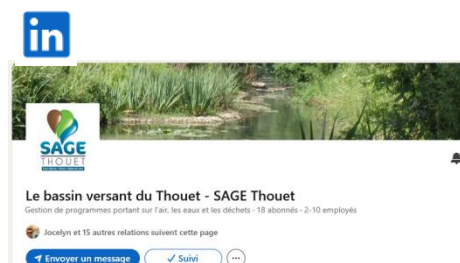 in
SAGE
THOUET
Le bassin versant du Thouet - SAGE Thouet
Gestion de programmes portant sur l'air, les eaux et les déchets · 18 abonnés · 2-10 employés
Jocelyn et 15 autres relations suivent cette page
Envoyer un message
Suivi